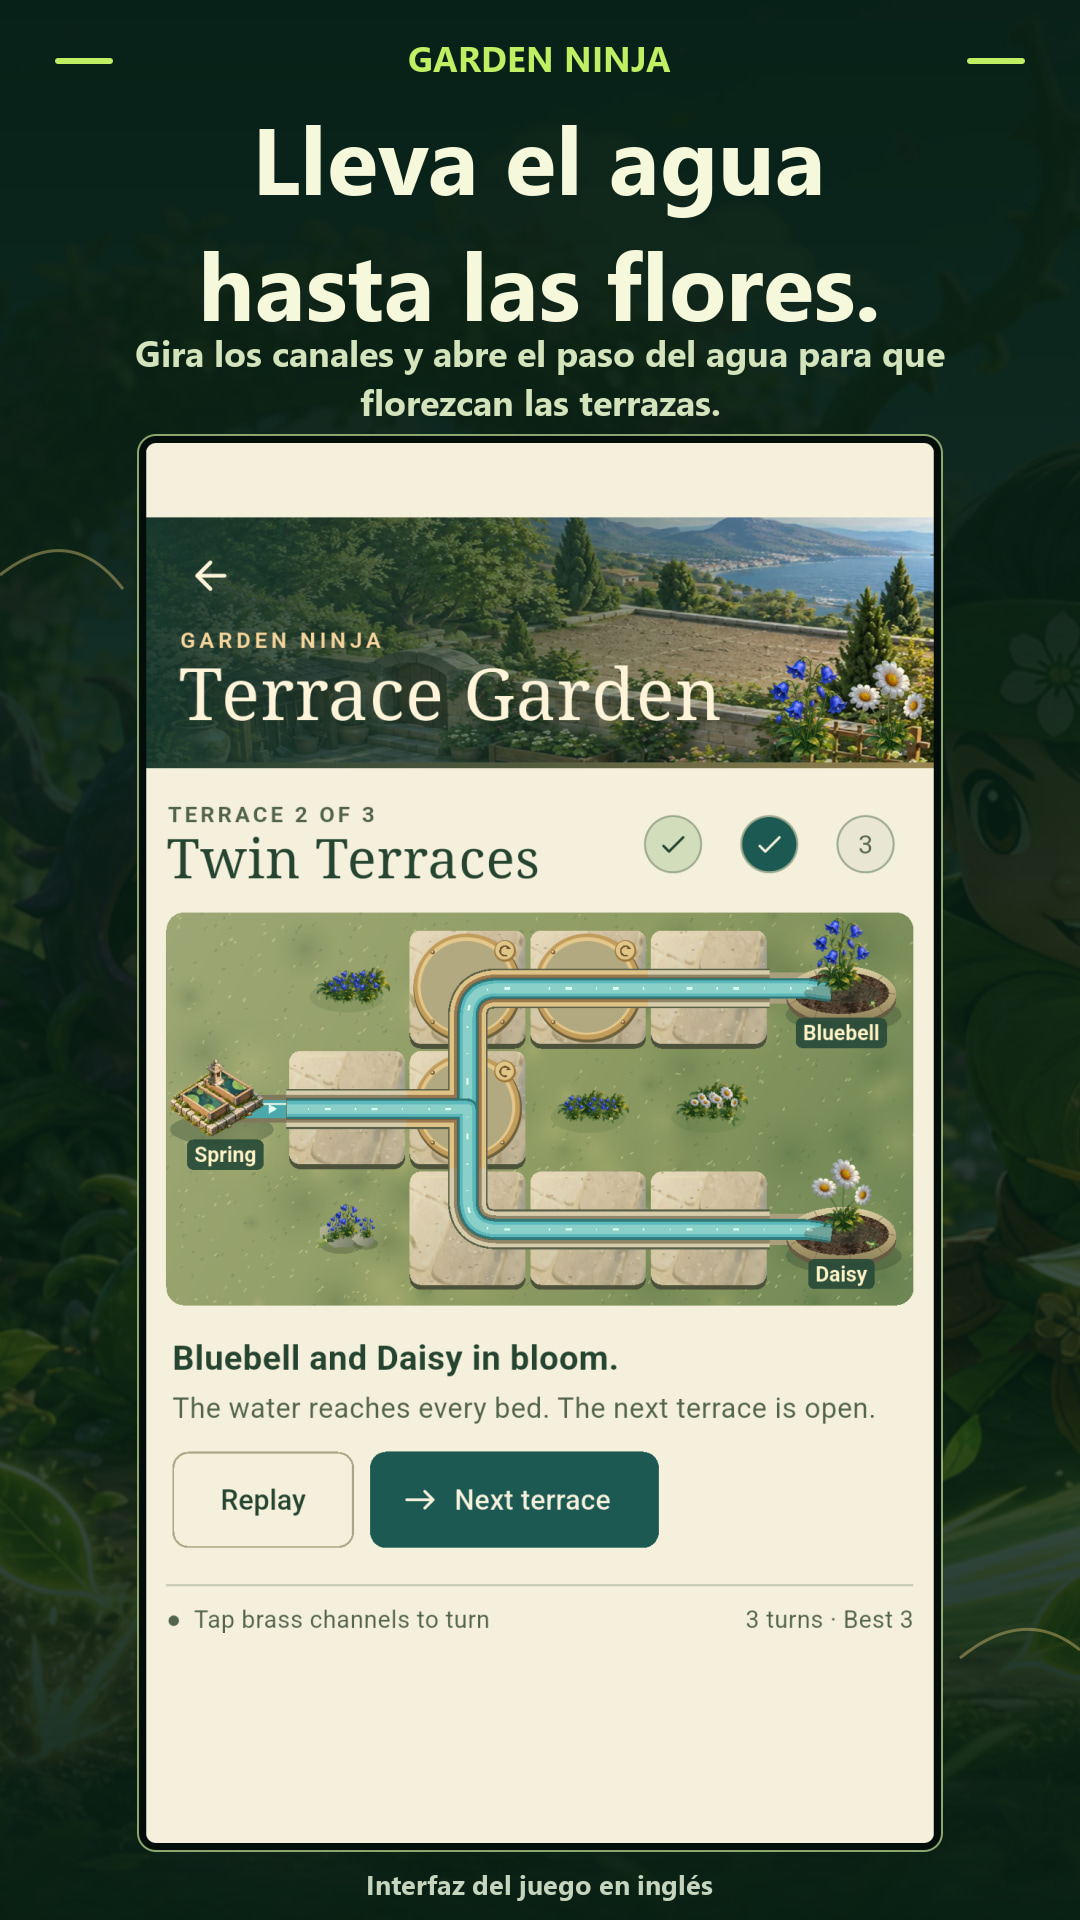 GARDEN NINJA
Lleva el agua
hasta las flores.
Gira los canales y abre el paso del agua para que
florezcan las terrazas.
GARDEN NINJA
Terrace Garden
TERRACE 2 OF 3
Twin Terraces
3
Bluebell
Spring
Daisy
Bluebell and Daisy in bloom.
The water reaches every bed. The next terrace is open.
Replay
→ Next terrace
• Tap brass channels to turn
3 turns · Best 3
Interfaz del juego en inglés